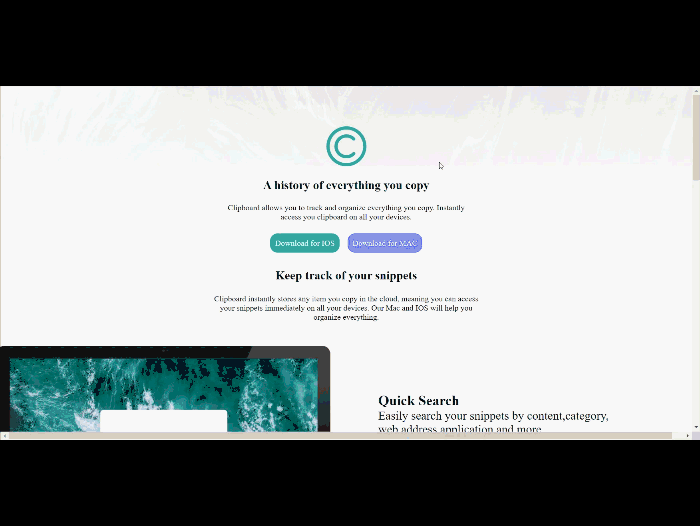 ©
A history of everything you copy
Clipboard allows you to track and organize everything you copy. Instantly
access you clipboard on all your devices.
Download for IOS
Download for MAC
Keep track of your snippets
Clipboard instantly stores any item you copy in the cloud, meaning you can access
your snippets immediately on all your devices. Our Mac and IOS will help you
organize everything.
Quick Search
Easily search your snippets by content,category,
web address,application and more